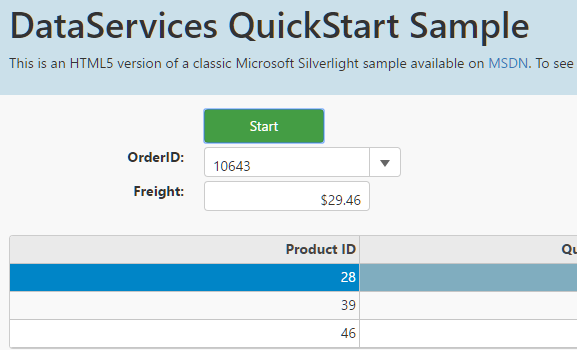 DataServices QuickStart Sample
This is an HTML5 version of a classic Microsoft Silverlight sample available on MSDN. To see
Start
OrderID: 10643
Freight: $29.46
Product ID
28
39
46